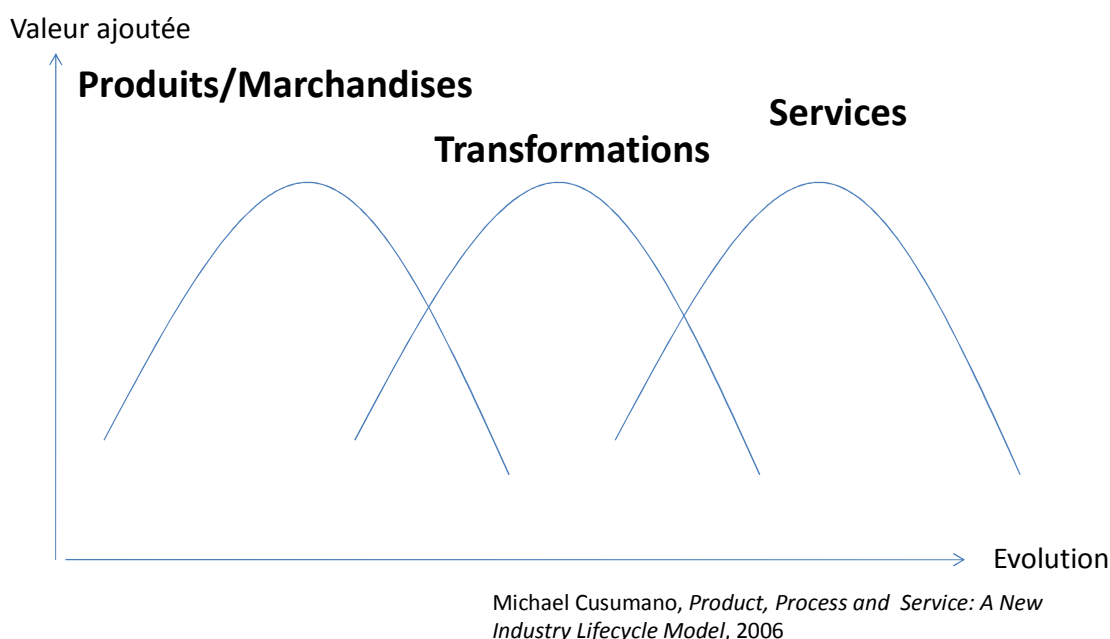 Valeur ajoutée
Produits/Marchandises
Services
Transformations
Evolution
Michael Cusumano, Product, Process and Service: A New
Industry Lifecycle Model, 2006